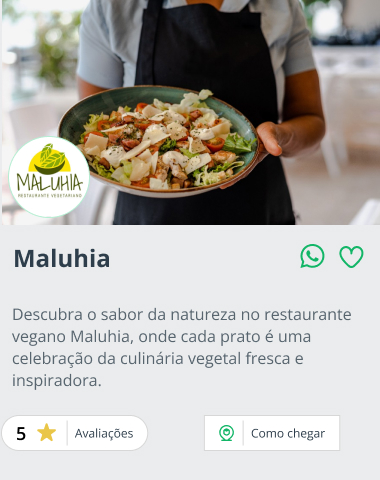 MALUHIA
RESTAURANTE VEGETARIANO
Maluhia
Descubra o sabor da natureza no restaurante
vegano Maluhia, onde cada prato é uma
celebração da culinária vegetal fresca e
inspiradora.
5 Avaliações
Como chegar